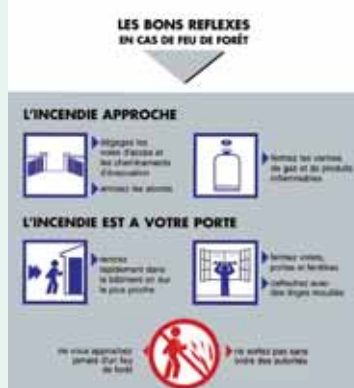 LES BONS REFLEXES
EN CAS DE FEU DE FORÊT
L'INCENDIE APPROCHE
dégagez les
voies d'accès et
les cheminements
d'évacuation
arrosez les abords
fermez les vannes
de gaz et de produits
inflammables
L'INCENDIE EST A VOTRE PORTE
rentrez
rapidement dans
le bâtiment en dur
le plus proche
fermez volets,
portes et fenêtres
calfeutrez avec
des linges mouillés
ne vous approchez
jamais d'un feu
de forêt
ne sortez pas sans
ordre des autorités